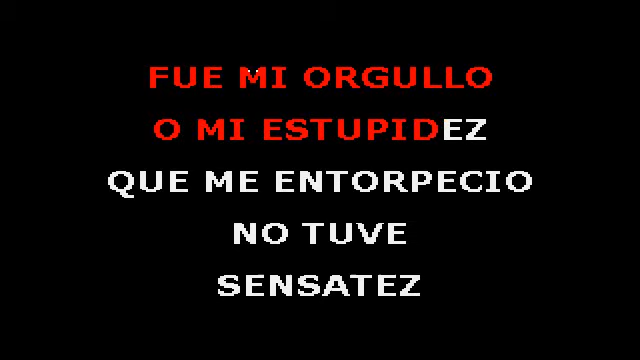 FUE MI ORGULLO
O MI ESTUPIDEZ
QUE ME ENTORPECIO
NO TUVE
SENSATEZ